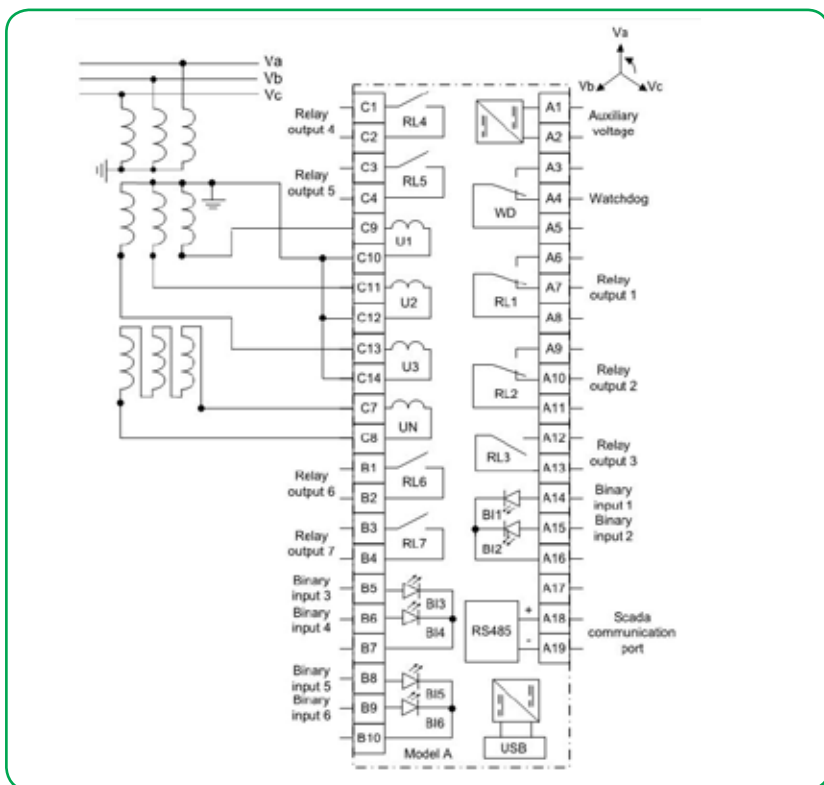 Va
Va
Vb
Vc
Vb
Vc
Relay
output 4
C1
C2
RL4
A1
A2
Auxiliary
voltage
Relay
output 5
C3
C4
RL5
A3
A4
A5
WD
Watchdog
C9
C10
U1
A6
A7
A8
RL1
Relay
output 1
C11
C12
U2
C13
C14
U3
A9
A10
A11
RL2
Relay
output 2
C7
C8
UN
A12
A13
RL3
Relay
output 3
Relay
output 6
B1
B2
RL6
A14
A15
A16
BI1
BI2
Binary
input 1
Binary
input 2
Relay
output 7
B3
B4
RL7
Binary
input 3
Binary
input 4
B5
B6
B7
BI3
BI4
A17
A18
A19
RS485
+
-
Scada
communication
port
Binary
input 5
Binary
input 6
B8
B9
B10
BI5
BI6
Model A
USB